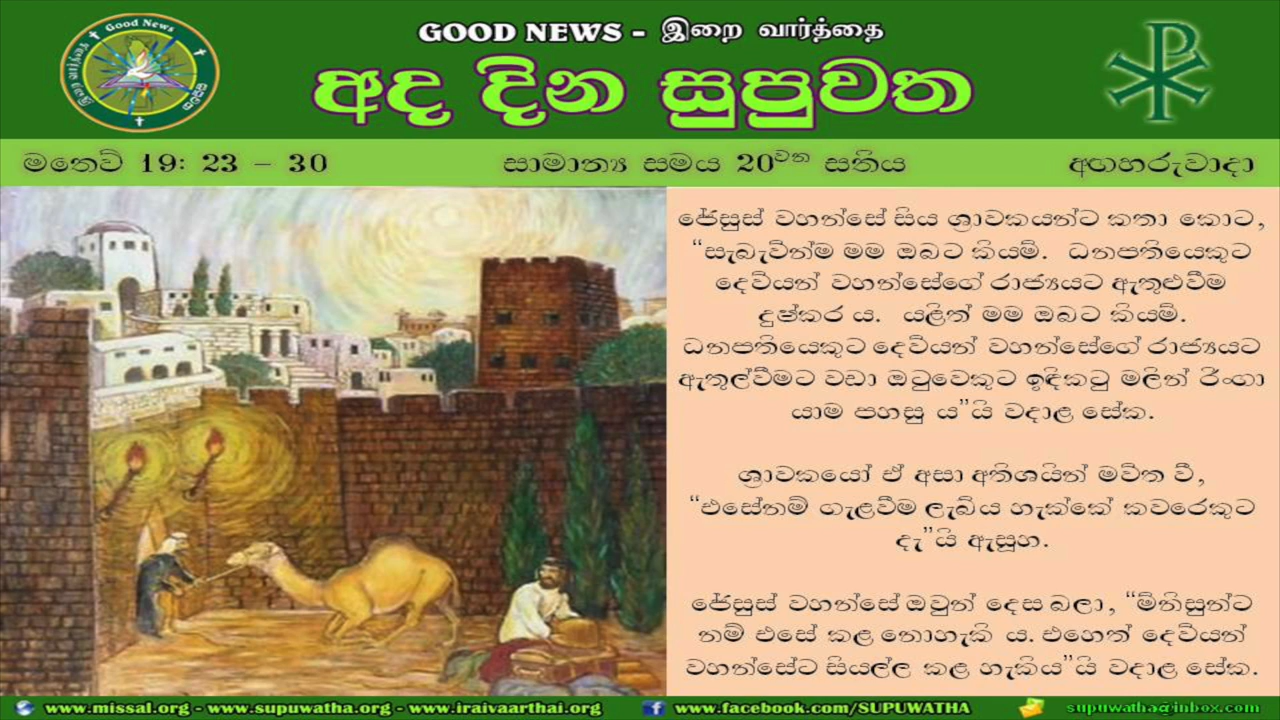 Good News
GOOD NEWS - இறை வார்த்தை
අද දින සුපුවත
මතෙව් 19: 23 – 30
සාමාන්‍ය සමය 20වන සතිය
අඟහරුවාදා
ජේසුස් වහන්සේ සිය ශ්‍රාවකයන්ට කතා කොට,
“සැබැවින්ම මම ඔබට කියමි. ධනපතියෙකුට
දෙවියන් වහන්සේගේ රාජ්‍යයට ඇතුළුවීම
දුෂ්කර ය. යළිත් මම ඔබට කියමි.
ධනපතියෙකුට දෙවියන් වහන්සේගේ රාජ්‍යයට
ඇතුල්වීමට වඩා ඔටුවෙකුට ඉඳිකටු මලින් රිංගා
යාම පහසු ය”යි වදාළ සේක.
ශ්‍රාවකයෝ ඒ අසා අතිශයින් මවිත වී,
“එසේනම් ගැළවීම ලැබිය හැක්කේ කවරෙකුට
දැ”යි ඇසූහ.
ජේසුස් වහන්සේ ඔවුන් දෙස බලා, “මිනිසුන්ට
නම් එසේ කළ නොහැකි ය. එහෙත් දෙවියන්
වහන්සේට සියල්ල කළ හැකිය”යි වදාළ සේක.
www.missal.org - www.supuwatha.org - www.iraivaarthai.org
www.facebook.com/SUPUWATHA
supuwatha@inbox.com